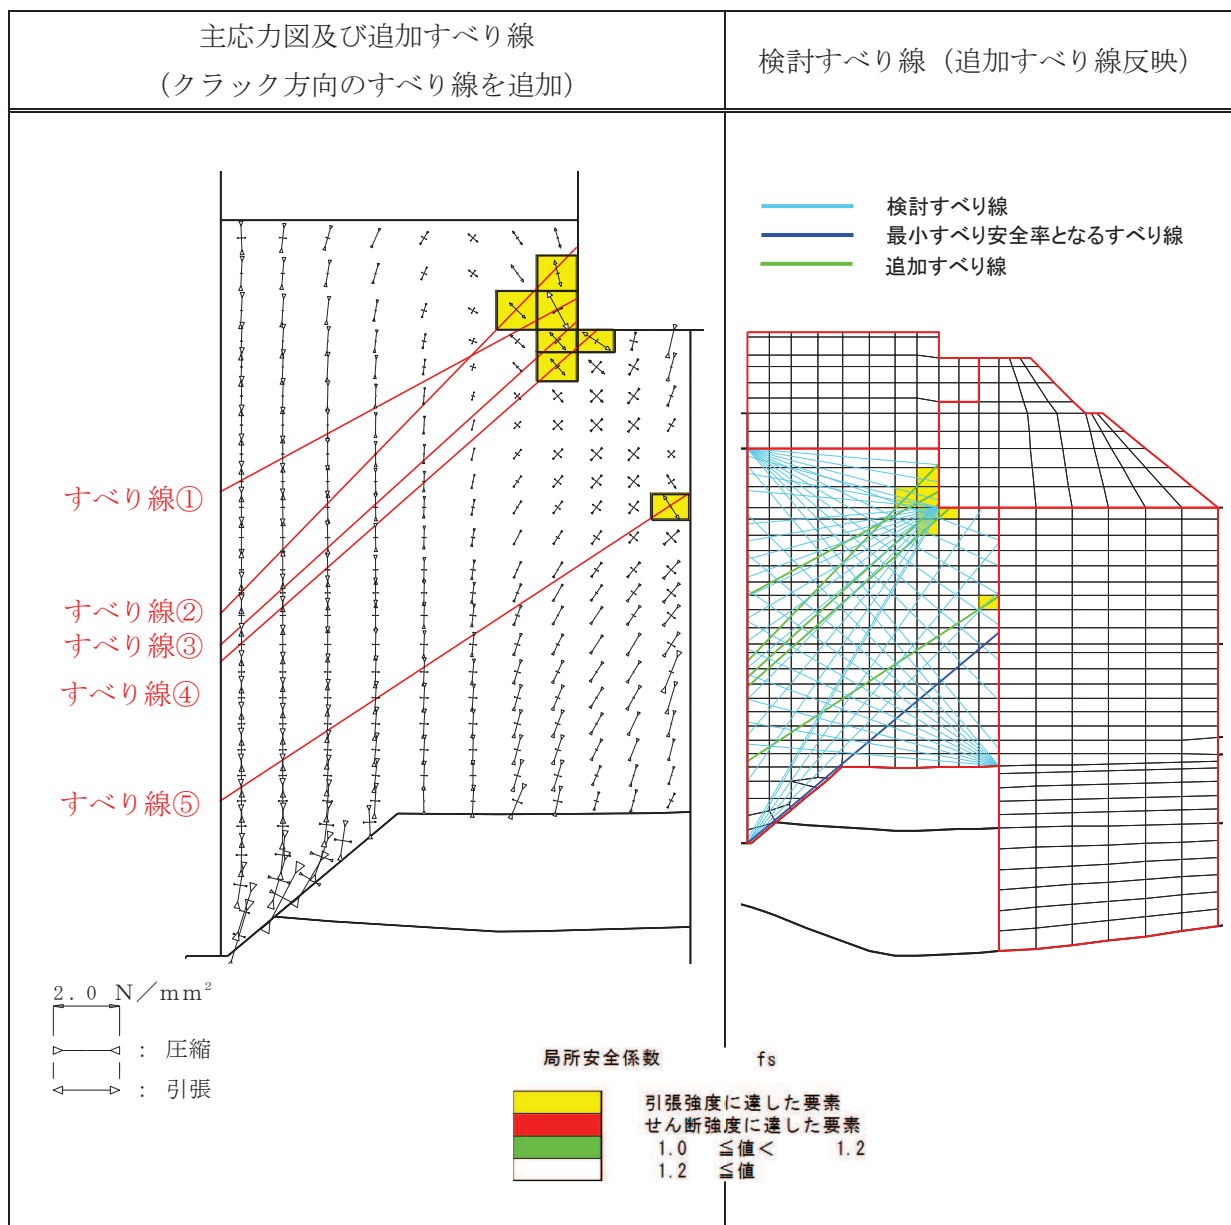 主応力図及び追加すべり線
(クラック方向のすべり線を追加)
検討すべり線（追加すべり線反映）
検討すべり線
最小すべり安全率となるすべり線
追加すべり線
すべり線①
すべり線②
すべり線③
すべり線④
すべり線⑤
2.0 N／mm²
： 圧縮
： 引張
局所安全係数 fs
引張強度に達した要素
せん断強度に達した要素
1.0 ≦値＜ 1.2
1.2 ≦値